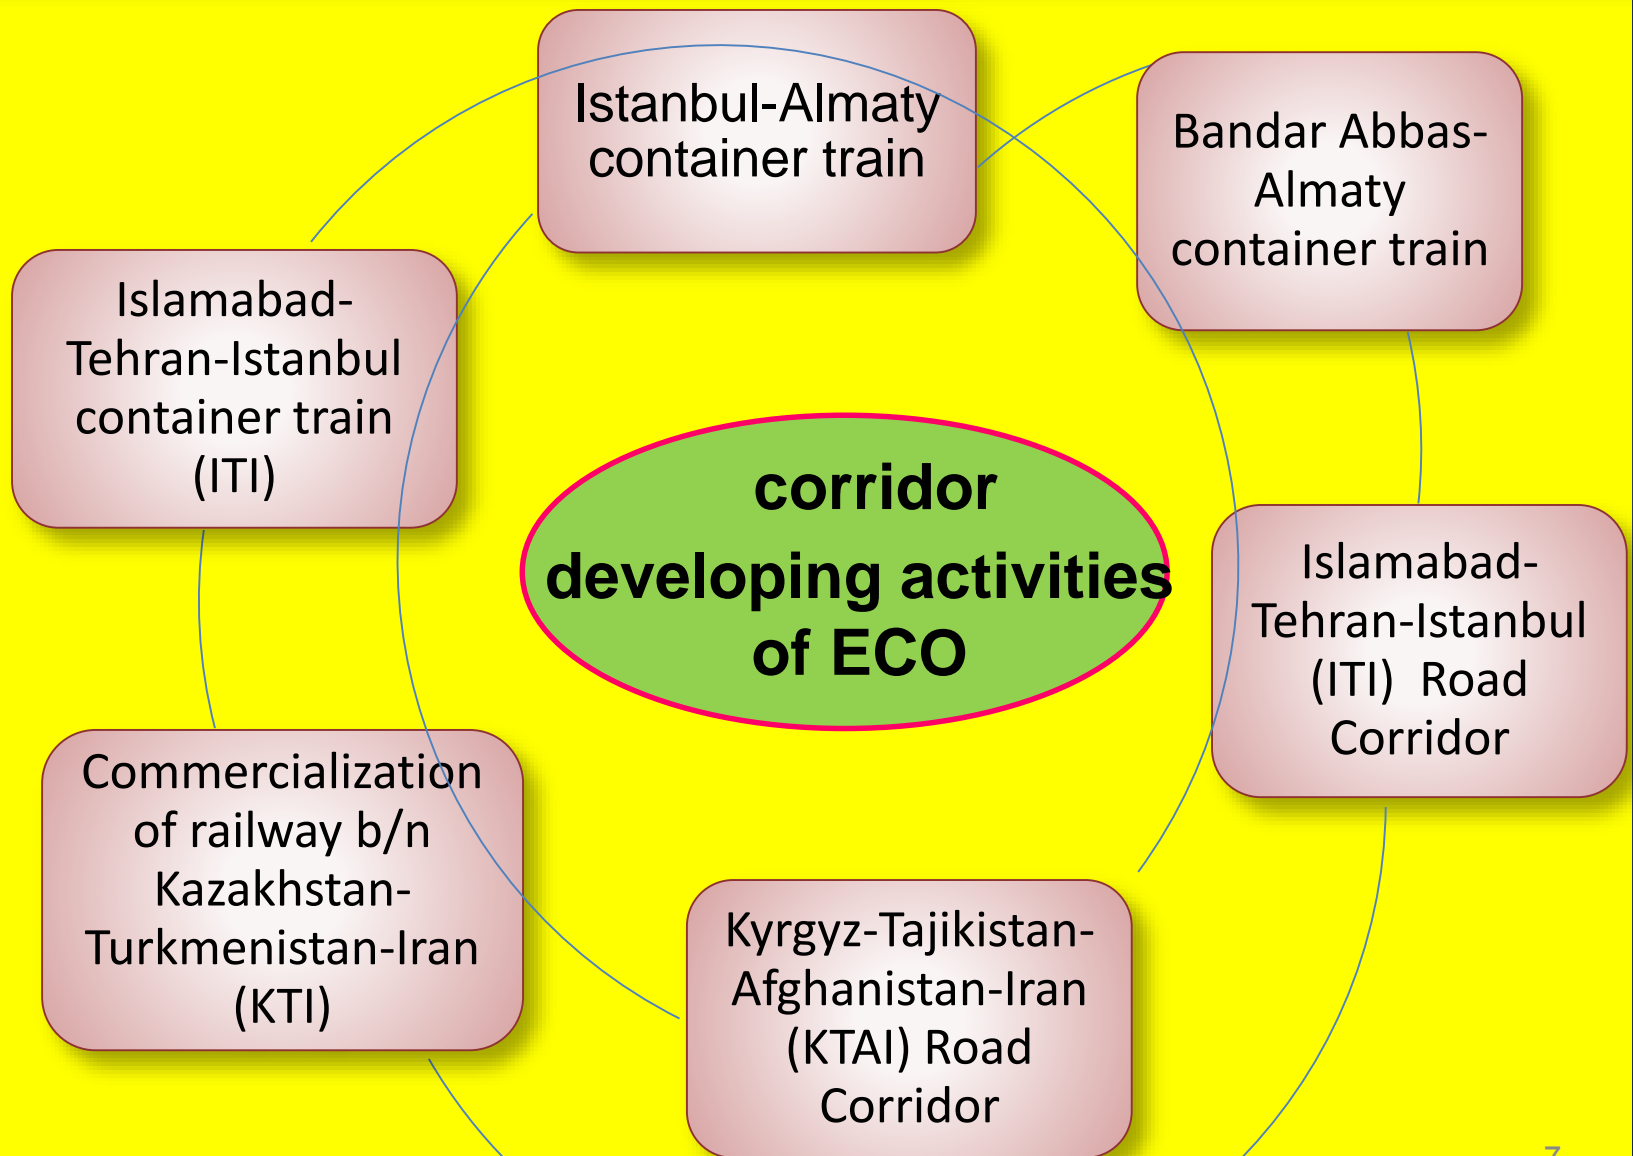 Istanbul-Almaty
container train
Bandar Abbas-
Almaty
container train
Islamabad-
Tehran-Istanbul
container train
(ITI)
corridor
developing activities
of ECO
Islamabad-
Tehran-Istanbul
(ITI) Road
Corridor
Commercialization
of railway b/n
Kazakhstan-
Turkmenistan-Iran
(KTI)
Kyrgyz-Tajikistan-
Afghanistan-Iran
(KTAI) Road
Corridor
7